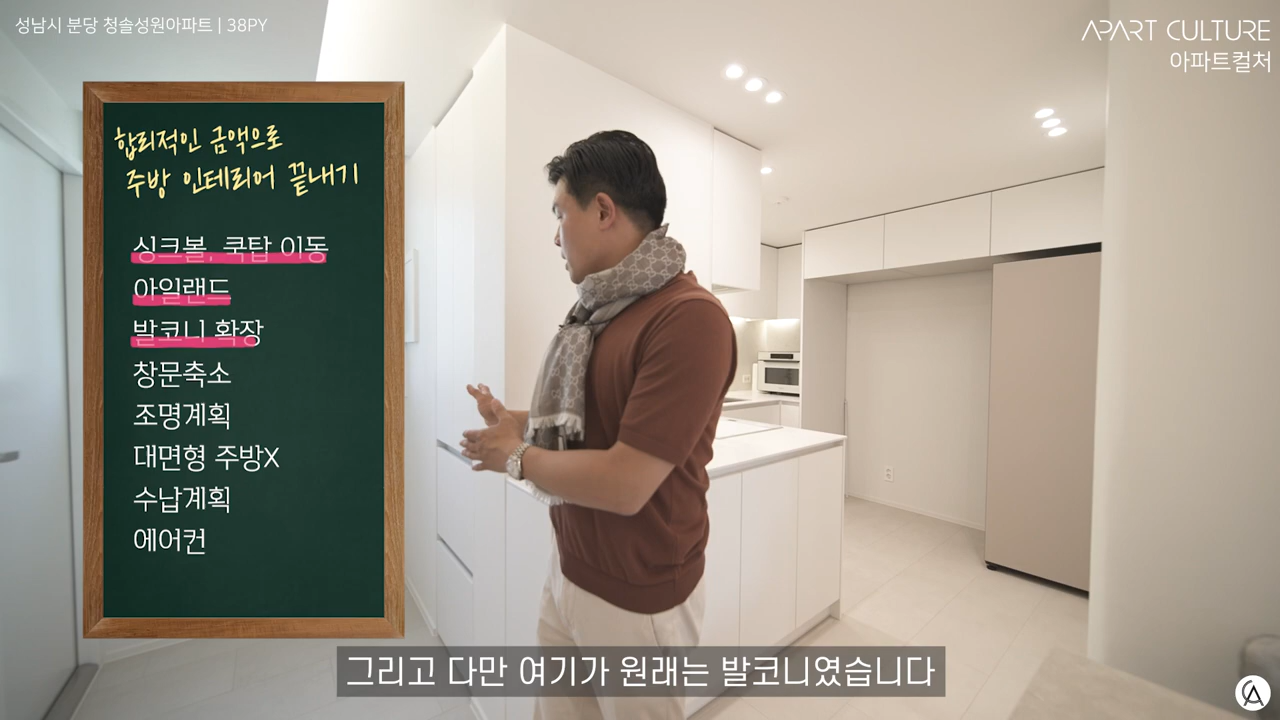 성남시 분당 청솔성원아파트 | 38PY
APART CULTURE
아파트컬처
합리적인 금액으로
주방 인테리어 끝내기
싱크볼, 쿡탑 이동
아일랜드
발코니 확장
창문축소
조명계획
대면형 주방X
수납계획
에어컨
그리고 다만 여기가 원래는 발코니였습니다